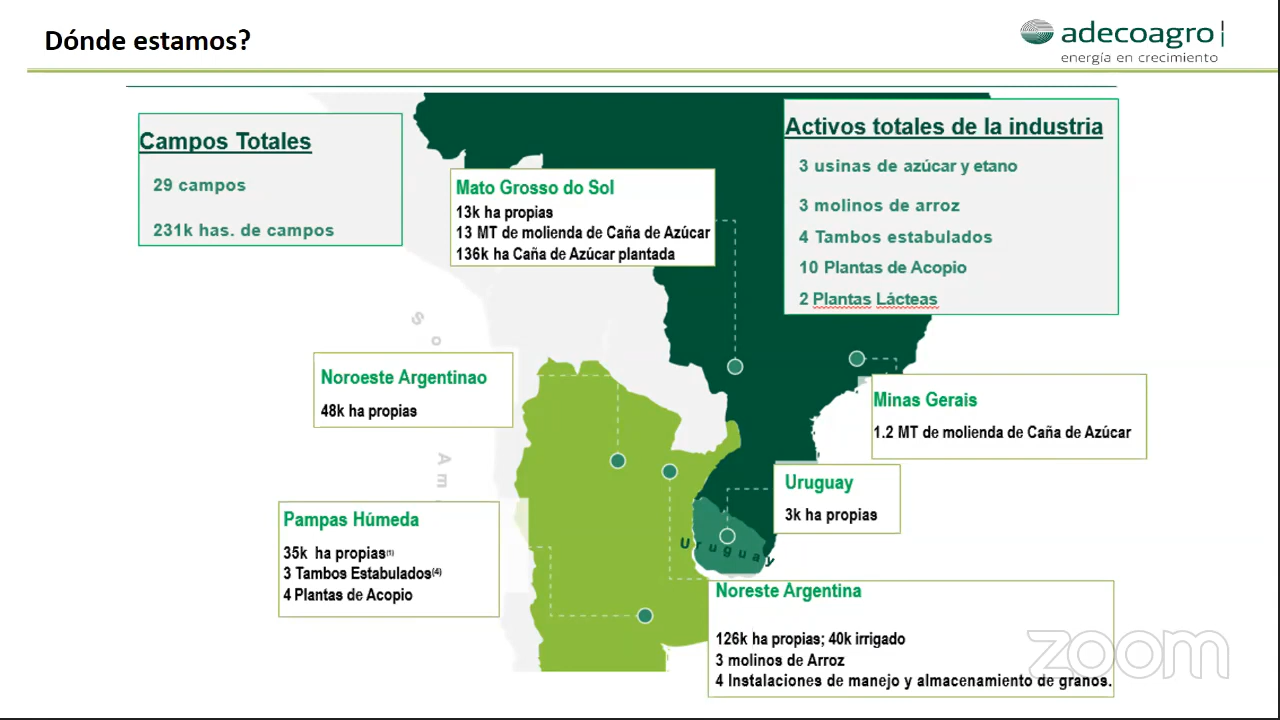 Dónde estamos?
adecoagro
energía en crecimiento
Campos Totales
29 campos
231k has. de campos
Mato Grosso do Sol
13k ha propias
13 MT de molienda de Caña de Azúcar
136k ha Caña de Azúcar plantada
Activos totales de la industria
3 usinas de azúcar y etano
3 molinos de arroz
4 Tambos estabulados
10 Plantas de Acopio
2 Plantas Lácteas
S o
A m
Noroeste Argentinao
48k ha propias
Minas Gerais
1.2 MT de molienda de Caña de Azúcar
Uruguay
3k ha propias
Pampas Húmeda
35k ha propias(1)
3 Tambos Estabulados(4)
4 Plantas de Acopio
Uruguay
Noreste Argentina
126k ha propias; 40k irrigado
3 molinos de Arroz
4 Instalaciones de manejo y almacenamiento de granos.
zoom